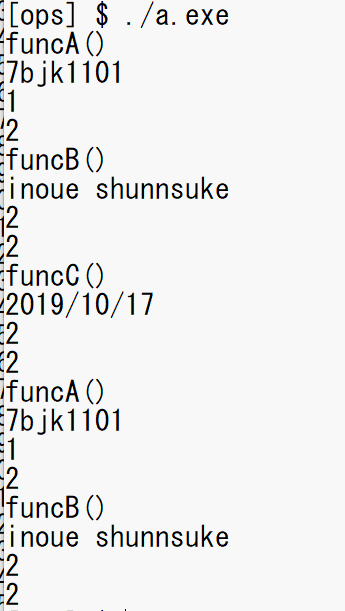 [ops] $ ./a.exe
funcA()
7bjk1101
1
2
funcB()
inoue shunnsuke
2
2
funcC()
2019/10/17
2
2
funcA()
7bjk1101
1
2
funcB()
inoue shunnsuke
2
2